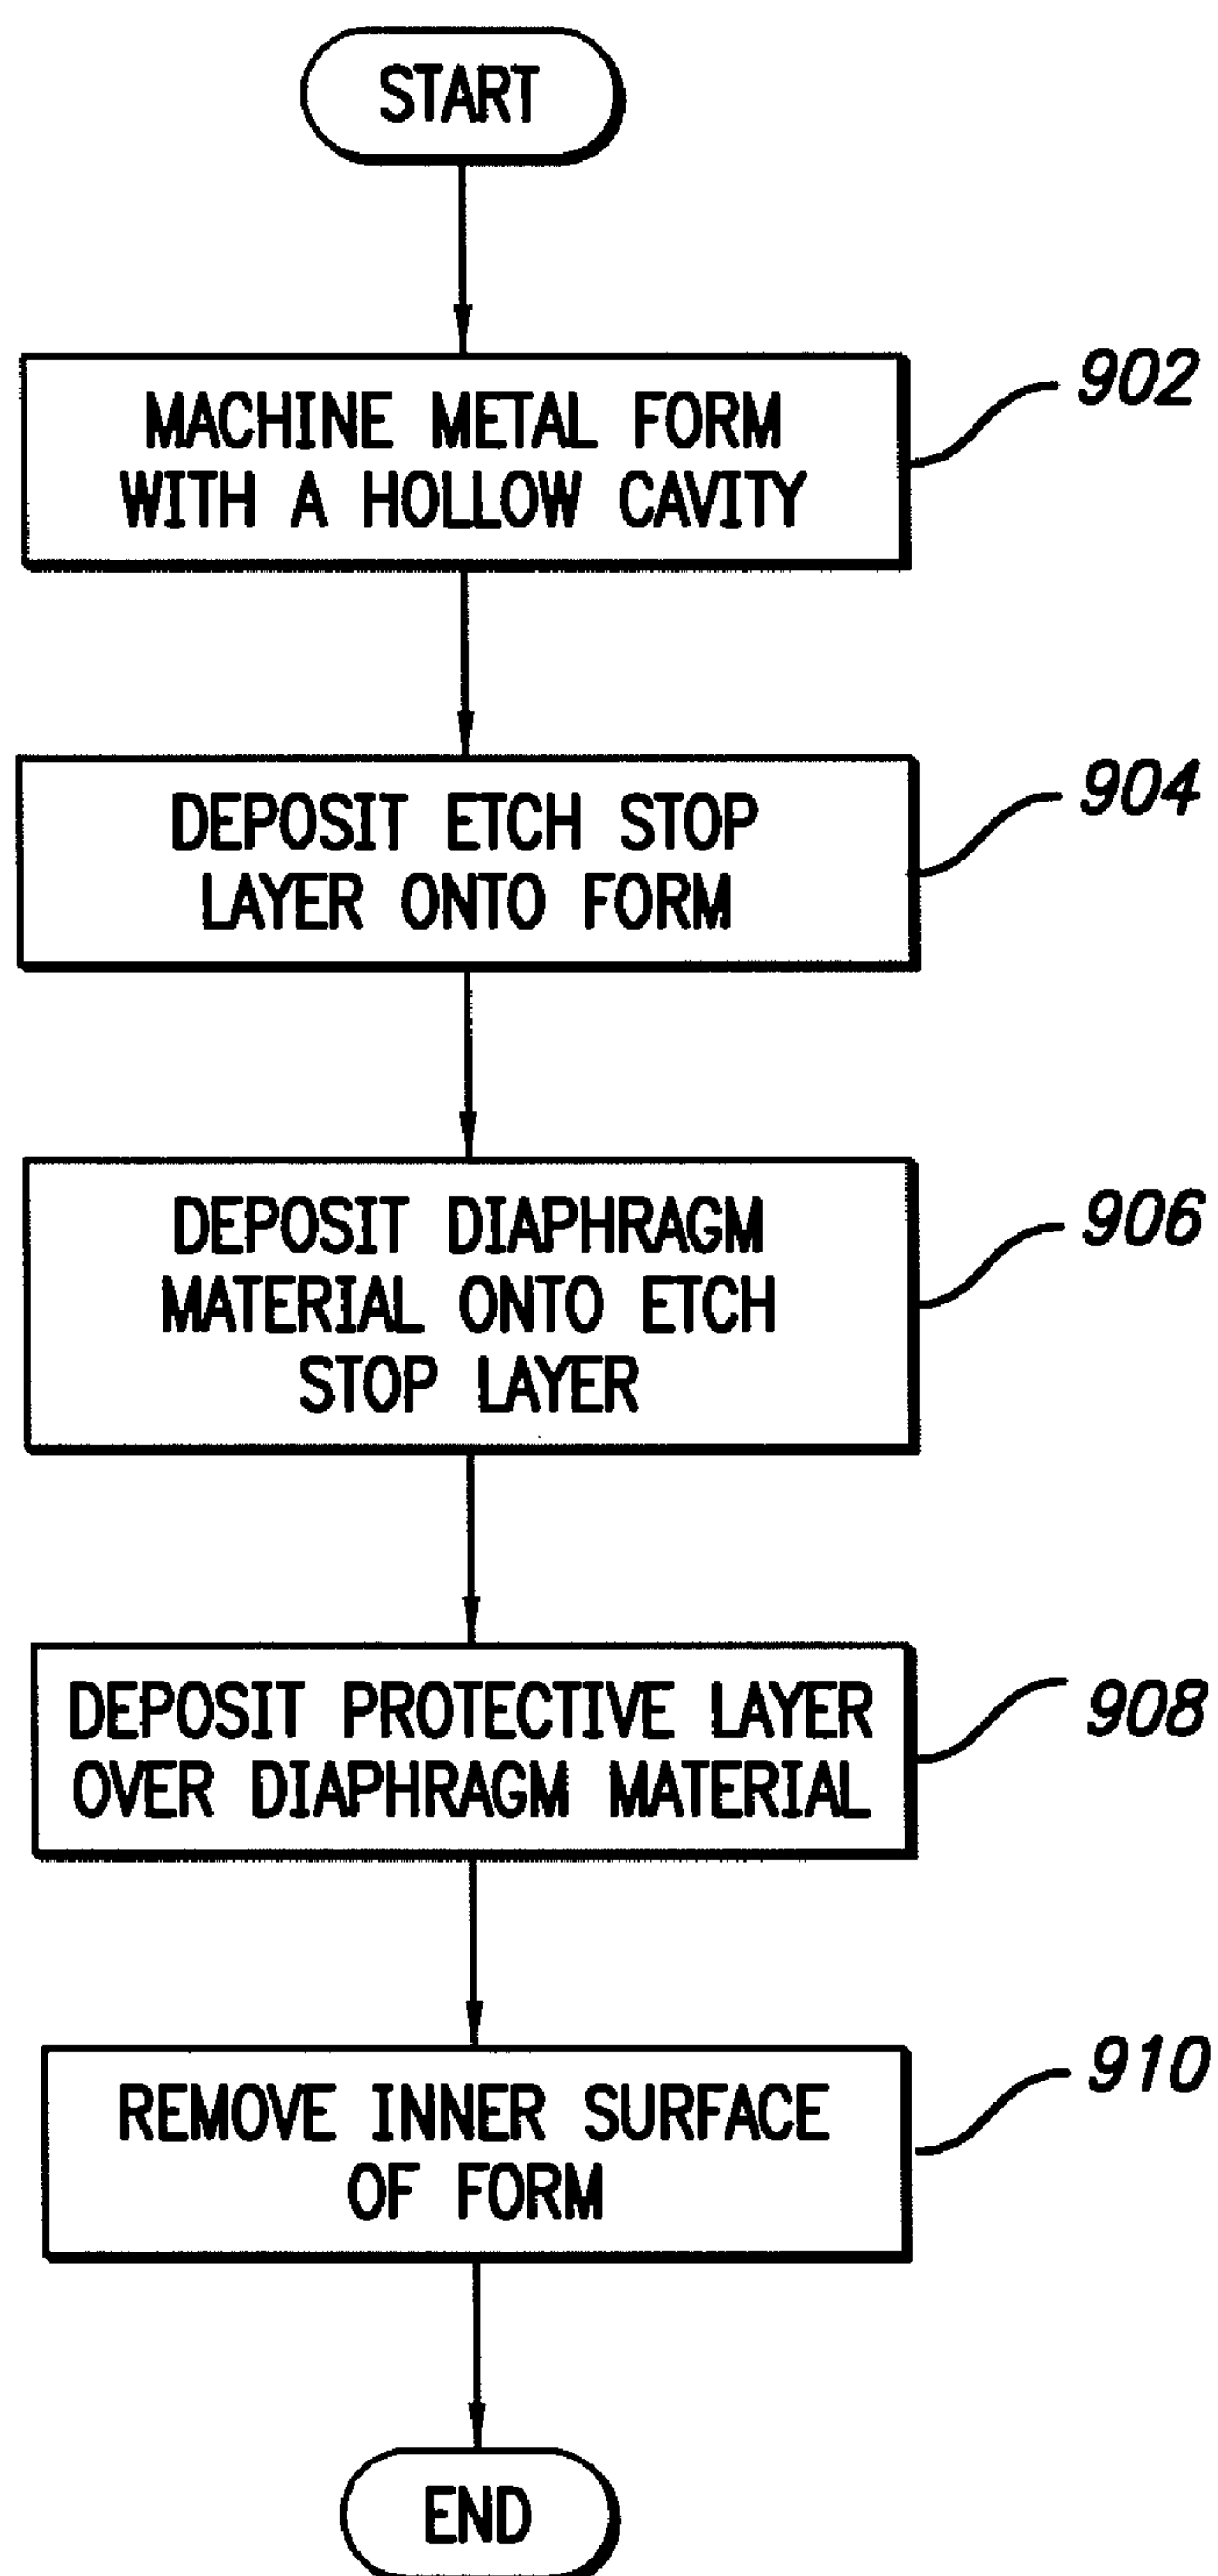 START
MACHINE METAL FORM
WITH A HOLLOW CAVITY
902
DEPOSIT ETCH STOP
LAYER ONTO FORM
904
DEPOSIT DIAPHRAGM
MATERIAL ONTO ETCH
STOP LAYER
906
DEPOSIT PROTECTIVE LAYER
OVER DIAPHRAGM MATERIAL
908
REMOVE INNER SURFACE
OF FORM
910
END